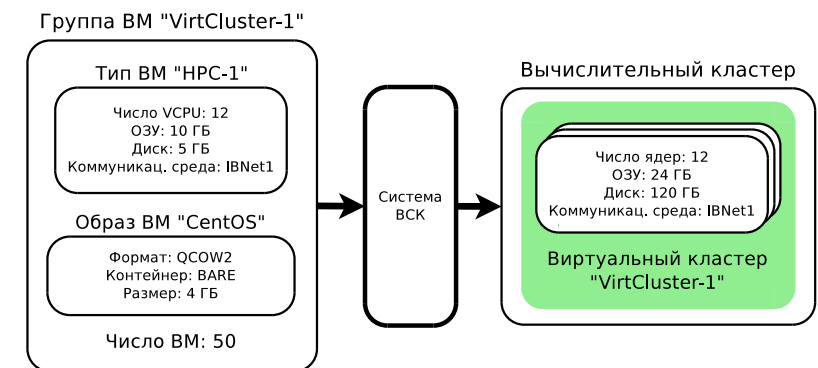 Группа ВМ "VirtCluster-1"
Тип ВМ "HPC-1"
Число VCPU: 12
ОЗУ: 10 ГБ
Диск: 5 ГБ
Коммуникац. среда: IBNet1
Образ ВМ "CentOS"
Формат: QCOW2
Контейнер: BARE
Размер: 4 ГБ
Число ВМ: 50
Система
ВСК
Вычислительный кластер
Число ядер: 12
ОЗУ: 24 ГБ
Диск: 120 ГБ
Коммуникац. среда: IBNet1
Виртуальный кластер
"VirtCluster-1"